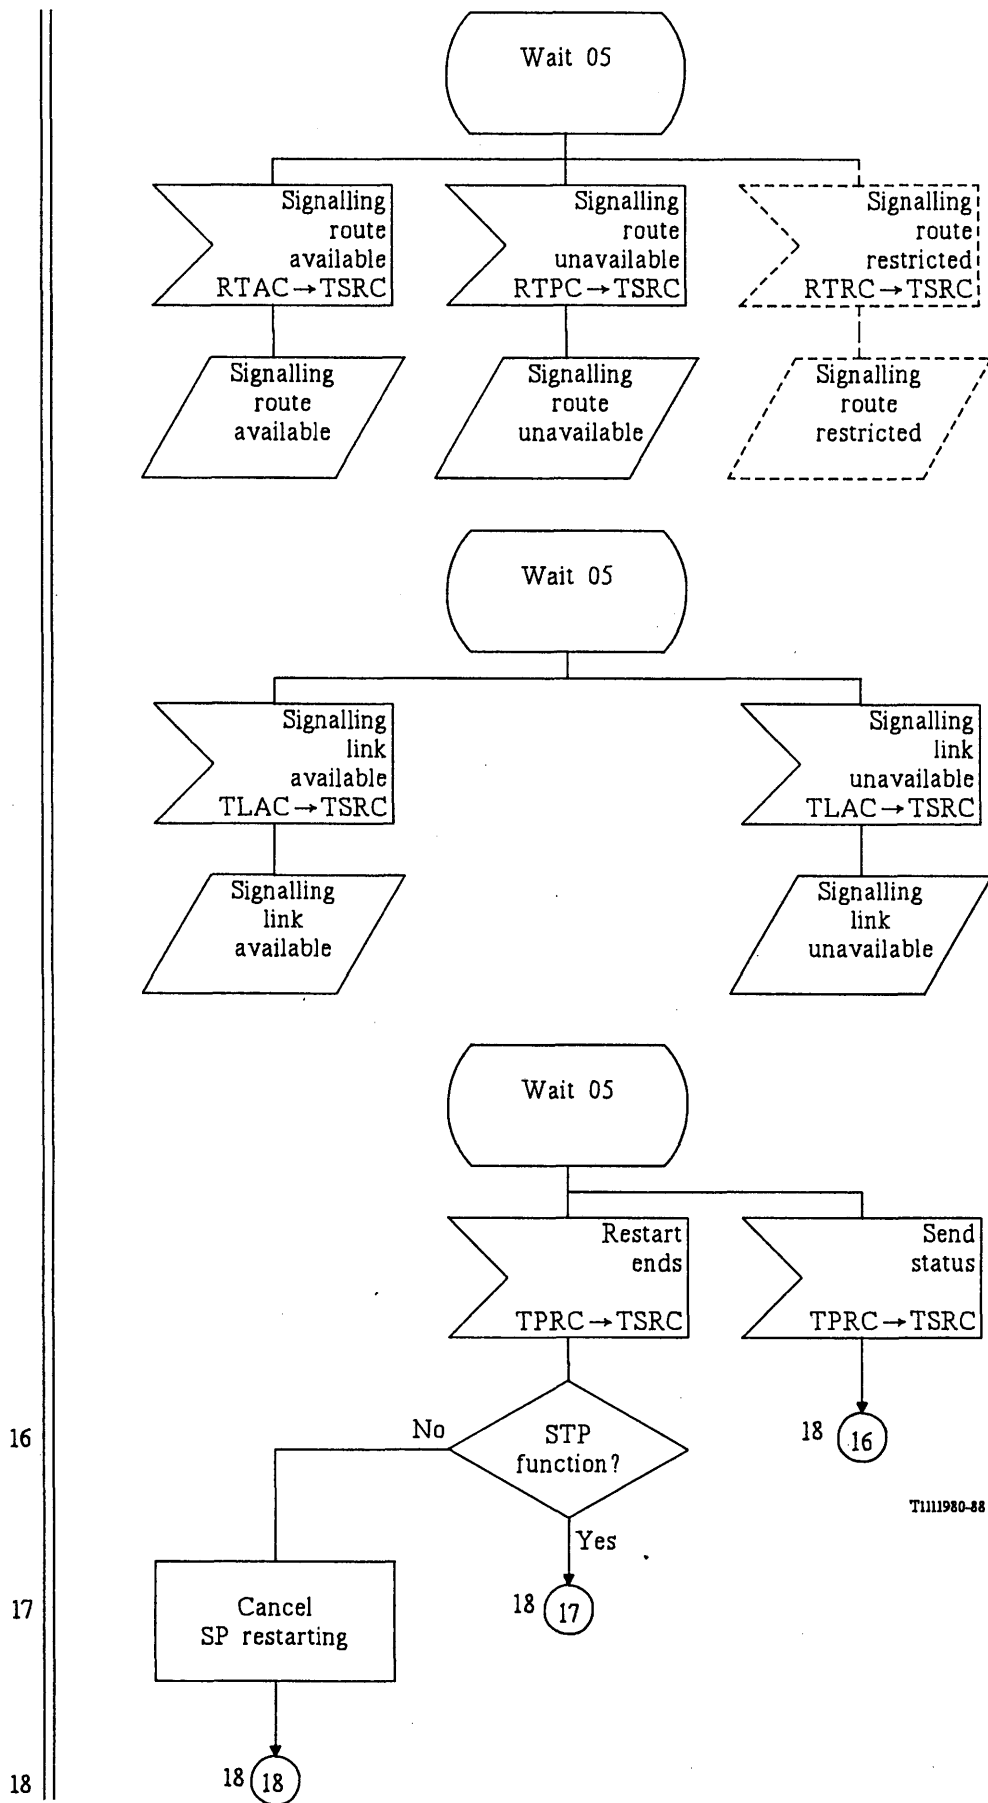 Wait 05
Signalling
route
available
RTAC→TSRC
Signalling
route
unavailable
RTPC→TSRC
Signalling
route
restricted
RTRC→TSRC
Signalling
route
available
Signalling
route
unavailable
Signalling
route
restricted
Wait 05
Signalling
link
available
TLAC→TSRC
Signalling
link
unavailable
TLAC→TSRC
Signalling
link
available
Signalling
link
unavailable
Wait 05
Restart
ends
TPRC→TSRC
Send
status
TPRC→TSRC
16
No
STP
function?
18 16
T1111980-88
Yes
17
Cancel
SP restarting
18 17
18
18 18